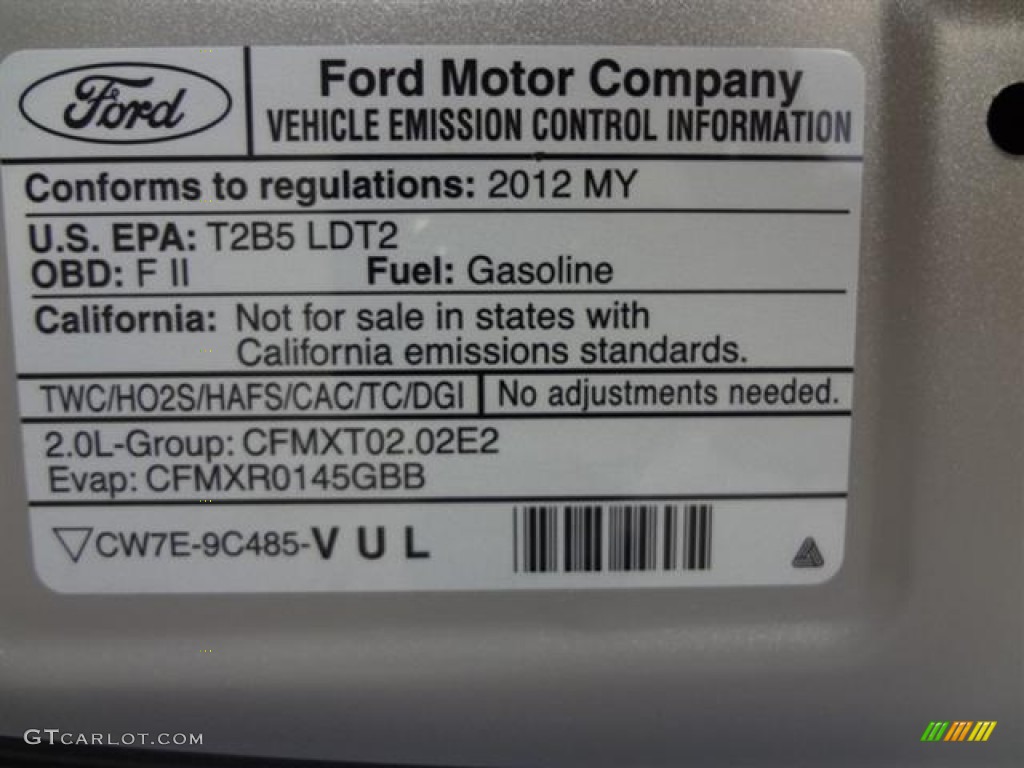 Ford
Ford Motor Company
VEHICLE EMISSION CONTROL INFORMATION
Conforms to regulations: 2012 MY
U.S. EPA: T2B5 LDT2
OBD: F II Fuel: Gasoline
California: Not for sale in states with
California emissions standards.
TWC/HO2S/HAFS/CAC/TC/DGI No adjustments needed.
2.0L-Group: CFMXT02.02E2
Evap: CFMXR0145GBB
CW7E-9C485-V U L
GTCARLOT.COM